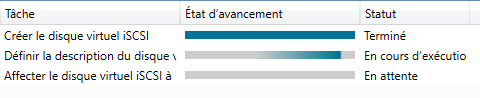 Tâche État d'avancement Statut
Créer le disque virtuel iSCSI Terminé
Définir la description du disque v En cours d'exécutio
Affecter le disque virtuel iSCSI à En attente